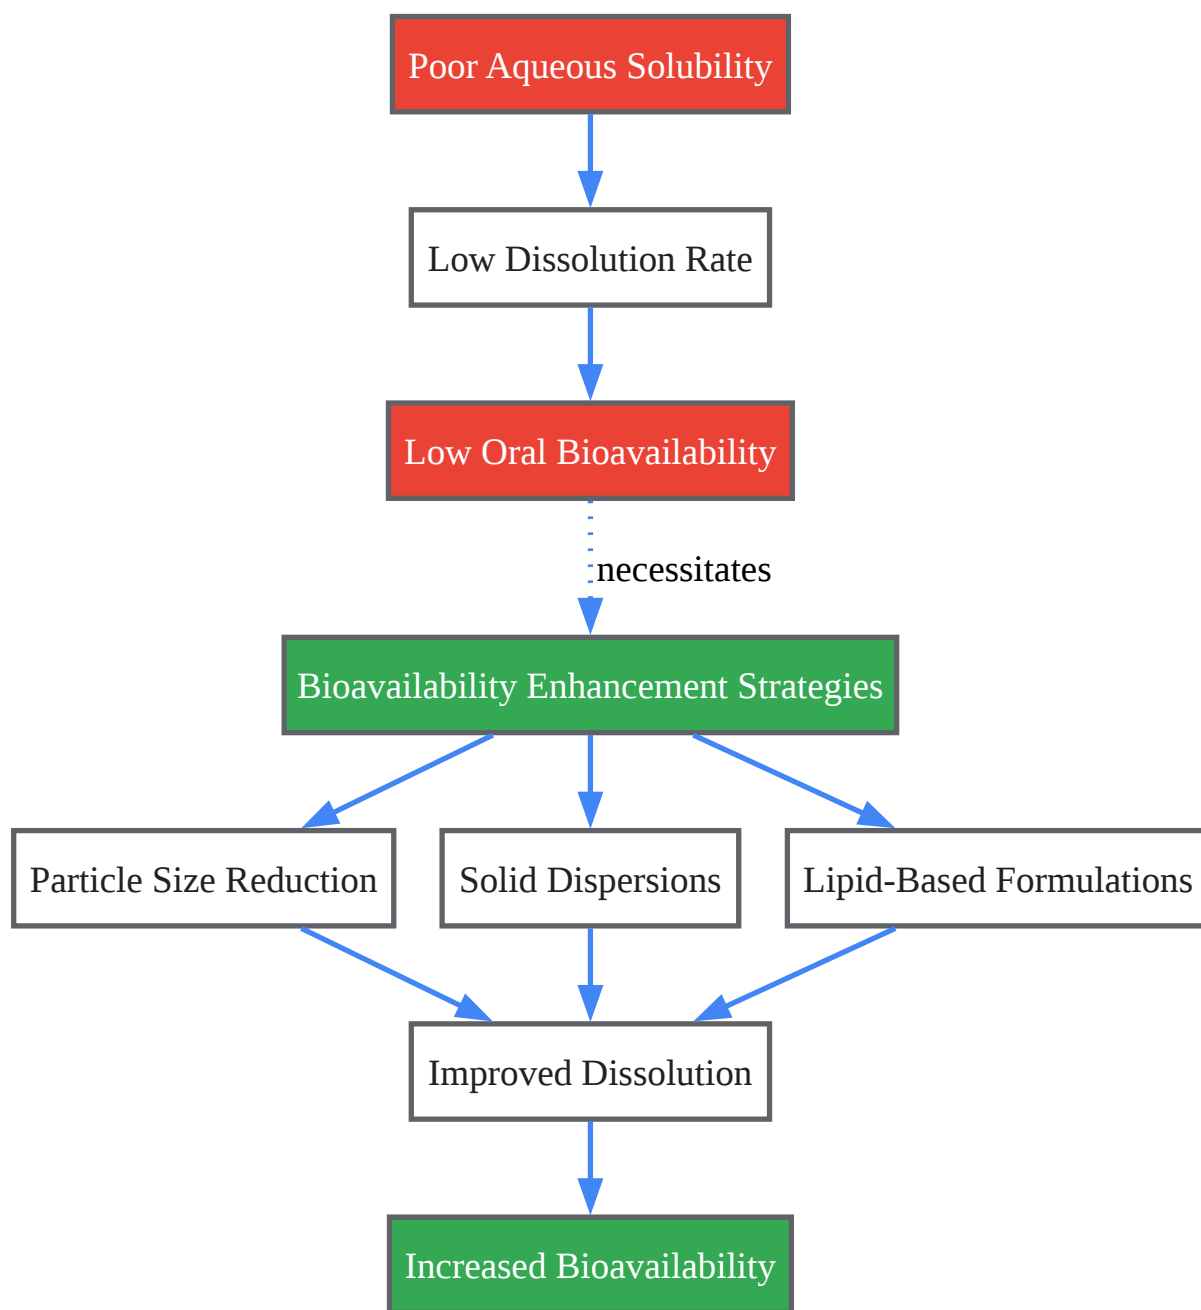 Poor Aqueous Solubility
Low Dissolution Rate
Low Oral Bioavailability
necessitates
Bioavailability Enhancement Strategies
Particle Size Reduction
Solid Dispersions
Lipid-Based Formulations
Improved Dissolution
Increased Bioavailability